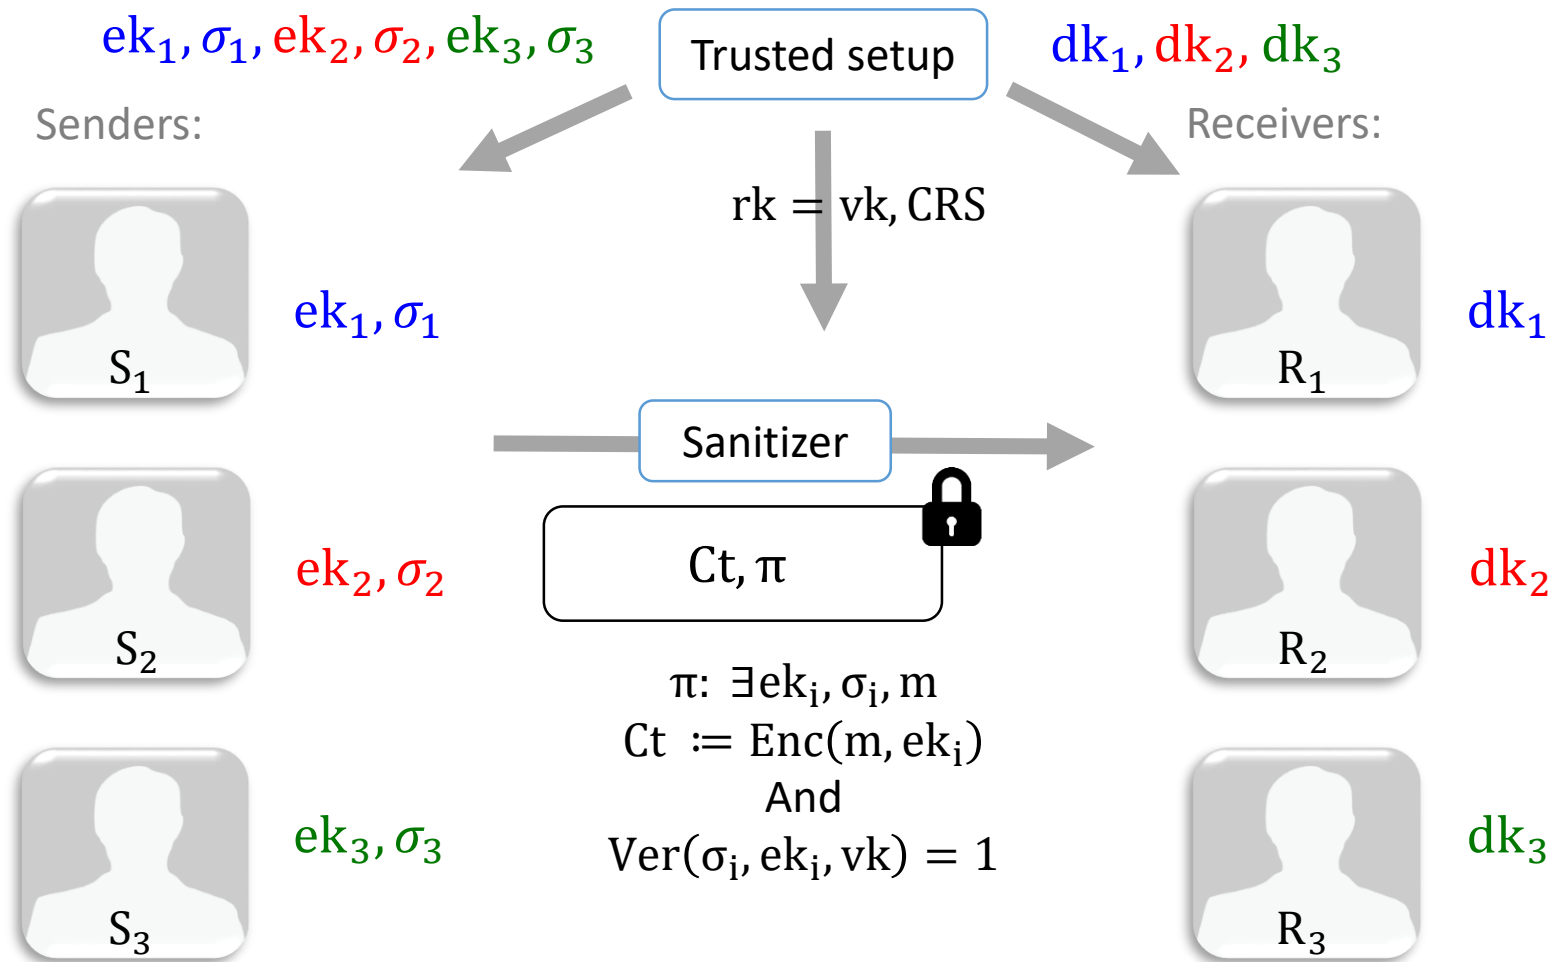 ek₁, σ₁, ek₂, σ₂, ek₃, σ₃
Trusted setup
dk₁, dk₂, dk₃
Senders:
Receivers:
rk = vk, CRS
ek₁, σ₁
dk₁
S₁
R₁
Sanitizer
Ct, π
ek₂, σ₂
dk₂
S₂
R₂
π: ∃ekᵢ, σᵢ, m
Ct ≔ Enc(m, ekᵢ)
And
Ver(σᵢ, ekᵢ, vk) = 1
ek₃, σ₃
dk₃
S₃
R₃